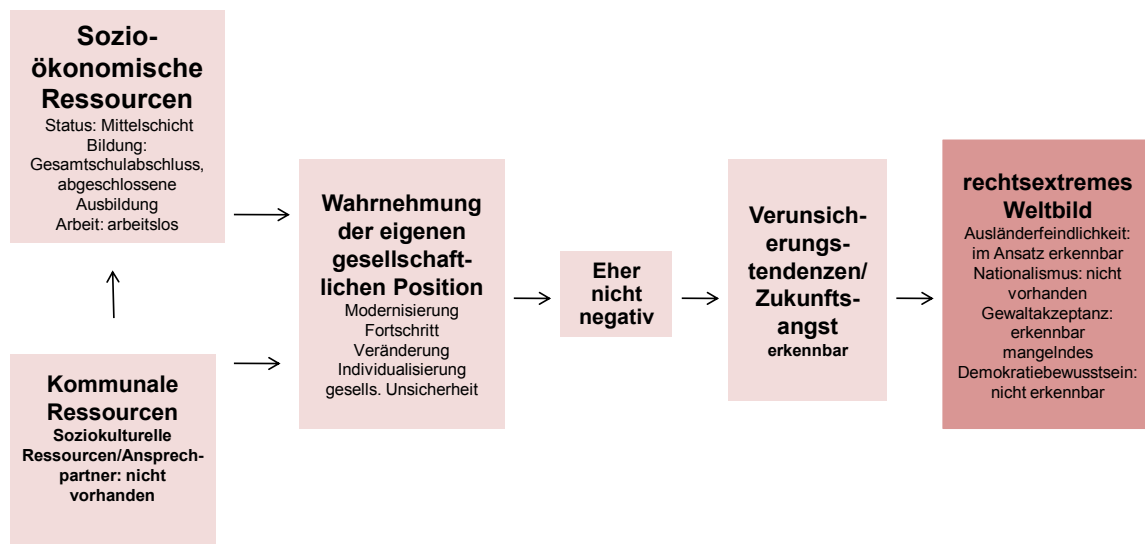 Sozio-
ökonomische
Ressourcen
Status: Mittelschicht
Bildung:
Gesamtschulabschluss,
abgeschlossene
Ausbildung
Arbeit: arbeitslos
Kommunale
Ressourcen
Soziokulturelle
Ressourcen/Ansprech-
partner: nicht
vorhanden
Wahrnehmung
der eigenen
gesellschaft-
lichen Position
Modernisierung
Fortschritt
Veränderung
Individualisierung
gesells. Unsicherheit
Eher
nicht
negativ
Verunsich-
erungs-
tendenzen/
Zukunfts-
angst
erkennbar
rechtsextremes
Weltbild
Ausländerfeindlichkeit:
im Ansatz erkennbar
Nationalismus: nicht
vorhanden
Gewaltakzeptanz:
erkennbar
mangelndes
Demokratiebewusstsein:
nicht erkennbar